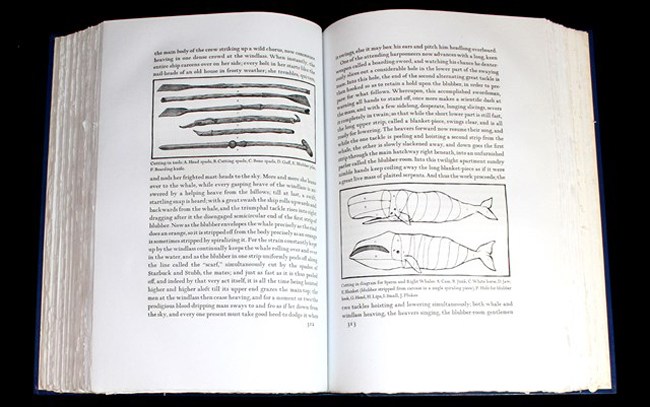 the main body of the crew striking up a wild chorus, now commence
heaving in one dense crowd at the windlass. When instantly, the
entire ship careens over on her side; every bolt in her starts like the
nail-heads of an old house in frosty weather; she trembles, quivers,
Cutting-in tools: A. Head spade, B. Cutting spade, C. Bone spade, D. Gaff, E. Blubber pike,
F. Boarding knife.
and nods her frighted mast-heads to the sky. More and more she leans
over to the whale, while every gasping heave of the windlass is an-
swered by a helping heave from the billows; till at last, a swift,
startling snap is heard; with a great swash the ship rolls upwards and
backwards from the whale, and the triumphal tackle rises into sight
dragging after it the disengaged semicircular end of the first strip of
blubber. Now as the blubber envelopes the whale precisely as the rind
does an orange, so it is stripped off from the body precisely as an orange
is sometimes stripped by spiralizing it. For the strain constantly kept
up by the windlass continually keeps the whale rolling over and over
in the water, and as the blubber in one strip uniformly peels off along
the line called the "scarf," simultaneously cut by the spades of
Starbuck and Stubb, the mates; and just as fast as it is thus peeled
off, and indeed by that very act itself, it is all the time being hoisted
higher and higher aloft till its upper end grazes the main-top; the
men at the windlass then cease heaving, and for a moment or two the
prodigious blood-dripping mass sways to and fro as if let down from
the sky, and every one present must take good heed to dodge it when
312
it swings, else it may box his ears and pitch him headlong overboard.
One of the attending harpooneers now advances with a long, keen
weapon called a boarding-sword, and watching his chance he dexter-
ously slices out a considerable hole in the lower part of the swaying
mass. Into this hole, the end of the second alternating great tackle is
then hooked so as to retain a hold upon the blubber, in order to pre-
pare for what follows. Whereupon, this accomplished swordsman,
warning all hands to stand off, once more makes a scientific dash at
the mass, and with a few sidelong, desperate, lunging slicings, severs
it completely in twain; so that while the short lower part is still fast,
the long upper strip, called a blanket-piece, swings clear, and is all
ready for lowering. The heavers forward now resume their song, and
while the one tackle is peeling and hoisting a second strip from the
whale, the other is slowly slackened away, and down goes the first
strip through the main hatchway right beneath, into an unfurnished
parlor called the blubber-room. Into this twilight apartment sundry
nimble hands keep coiling away the long blanket-piece as if it were
a great live mass of plaited serpents. And thus the work proceeds; the
Cutting-in diagram for Sperm and Right Whales: A. Case, B. Junk, C. White horse, D. Jaw,
E. Blanket (blubber stripped from carcass in a single spiraling piece), F. Hole for blubber
hook, G. Head, H. Lips, I. Small, J. Flukes
two tackles hoisting and lowering simultaneously; both whale and
windlass heaving, the heavers singing, the blubber-room gentlemen
313